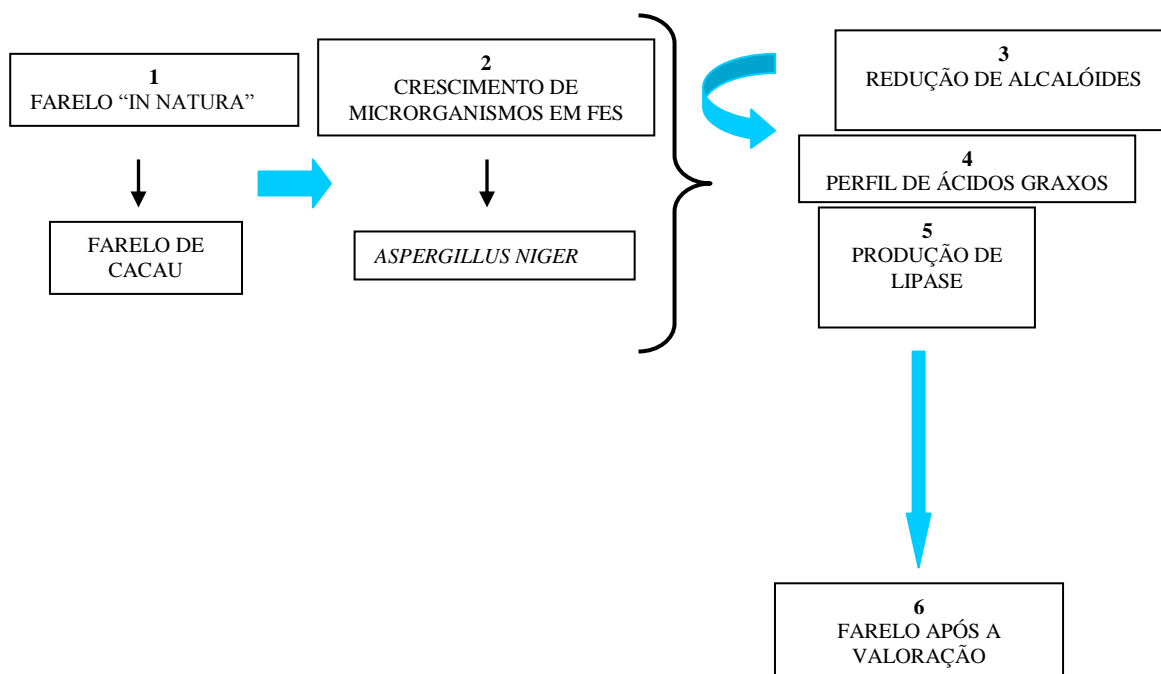 1
FARELO “IN NATURA”
FARELO DE
CACAU
2
CRESCIMENTO DE
MICRORGANISMOS EM FES
ASPERGILLUS NIGER
3
REDUÇÃO DE ALCALÓIDES
4
PERFIL DE ÁCIDOS GRAXOS
5
PRODUÇÃO DE
LIPASE
6
FARELO APÓS A
VALORAÇÃO